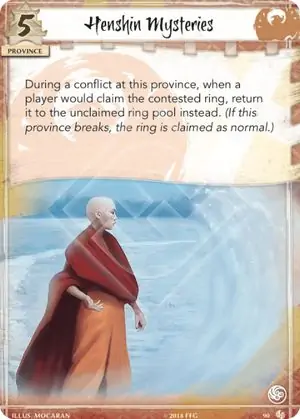 5
Henshin Mysteries
PROVINCE
During a conflict at this province, when a
player would claim the contested ring, return
it to the unclaimed ring pool instead. (If this
province breaks, the ring is claimed as normal.)
ILLUS. MOCARAN
2018 FFG
90